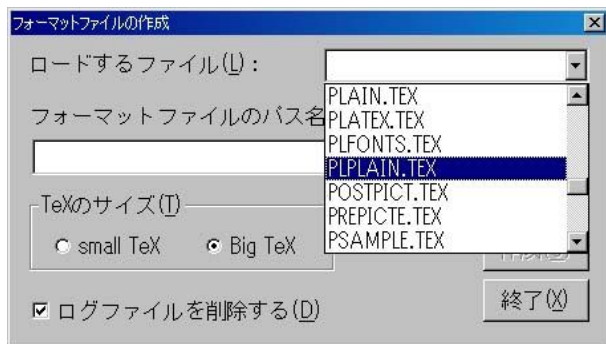 フォーマットファイルの作成
ロードするファイル(L):
PLAIN.TEX
フォーマットファイルのパス名
PLATEX.TEX
PLFONTS.TEX
PLPLAIN.TEX
POSTPICT.TEX
PREPICTE.TEX
PSAMPLE.TEX
TeXのサイズ(T)
small TeX
Big TeX
ログファイルを削除する(D)
終了(X)